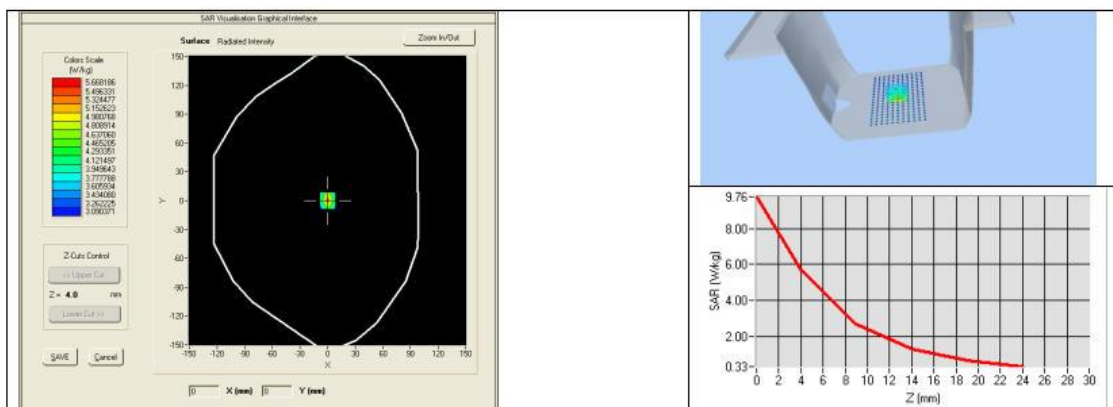 SAR Visualisation Graphical Interface
Surface Radiated Intensity
Zoom In/Out
Colors Scale
(W/kg)
5.668186
5.496331
5.324477
5.152623
4.980768
4.808914
4.637060
4.465205
4.293351
4.121497
3.949643
3.777788
3.605934
3.434080
3.262225
3.090371
150
120
90
60
30
0
-30
-60
-90
-120
-150
Y
-150 -120 -90 -60 -30 0 30 60 90 120 150
X
Z-Cuts Control
<< Upper Cut
Z = 4.0 mm
Lower Cut >>
SAVE Cancel
0 X (mm) 0 Y (mm)
9.76
8.00
6.00
4.00
2.00
0.33
SAR (W/kg)
0 2 4 6 8 10 12 14 16 18 20 22 24 26 28 30
Z (mm)